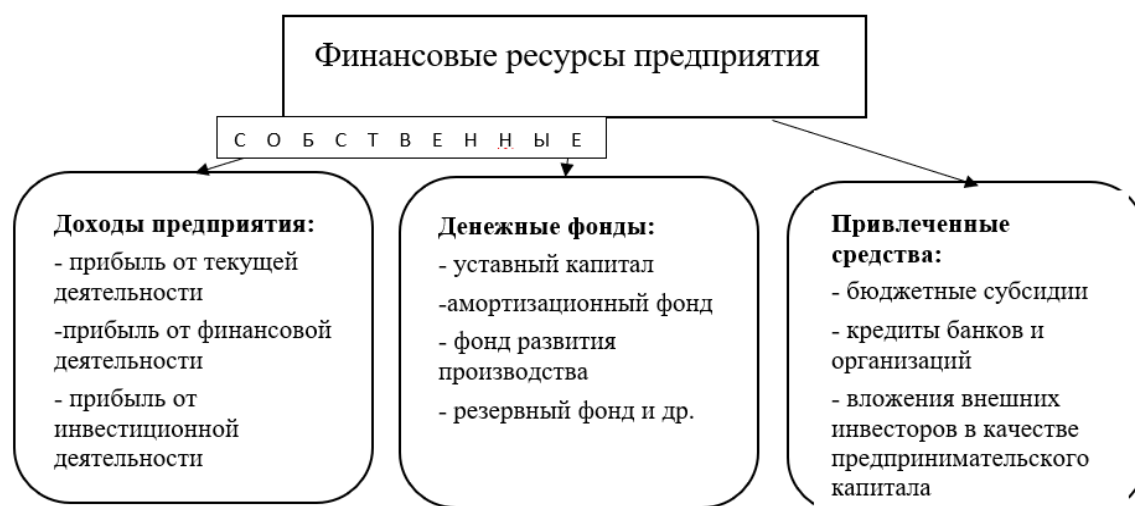 Финансовые ресурсы предприятия
С О Б С Т В Е Н Н Ы Е
Доходы предприятия:
- прибыль от текущей
деятельности
-прибыль от финансовой
деятельности
- прибыль от
инвестиционной
деятельности
Денежные фонды:
- уставный капитал
-амортизационный фонд
- фонд развития
производства
- резервный фонд и др.
Привлеченные
средства:
- бюджетные субсидии
- кредиты банков и
организаций
- вложения внешних
инвесторов в качестве
предпринимательского
капитала